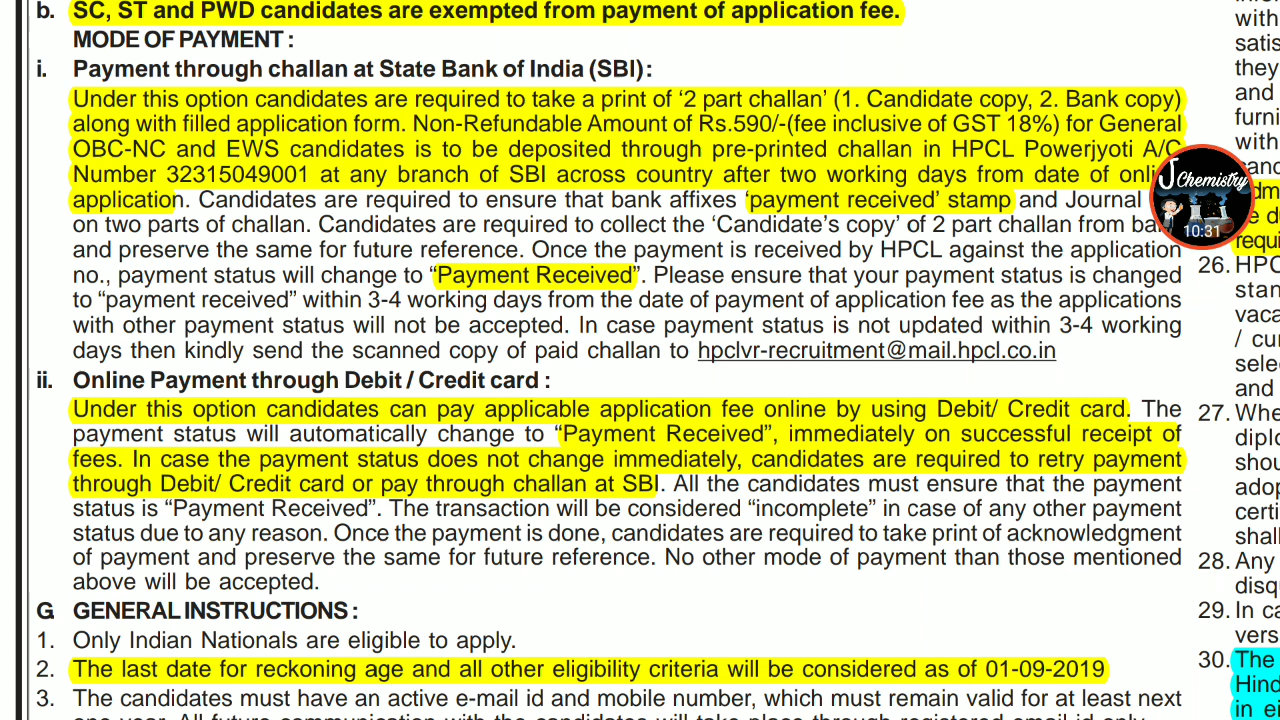 b. SC, ST and PWD candidates are exempted from payment of application fee.
MODE OF PAYMENT :
i. Payment through challan at State Bank of India (SBI) :
Under this option candidates are required to take a print of ‘2 part challan’ (1. Candidate copy, 2. Bank copy)
along with filled application form. Non-Refundable Amount of Rs.590/-(fee inclusive of GST 18%) for General
OBC-NC and EWS candidates is to be deposited through pre-printed challan in HPCL Powerjyoti A/C
Number 32315049001 at any branch of SBI across country after two working days from date of
application. Candidates are required to ensure that bank affixes ‘payment received’ stamp and Journal
on two parts of challan. Candidates are required to collect the ‘Candidate’s copy’ of 2 part challan from
and preserve the same for future reference. Once the payment is received by HPCL against the application
no., payment status will change to “Payment Received”. Please ensure that your payment status is changed
to “payment received” within 3-4 working days from the date of payment of application fee as the applications
with other payment status will not be accepted. In case payment status is not updated within 3-4 working
days then kindly send the scanned copy of paid challan to hpclvr-recruitment@mail.hpcl.co.in
ii. Online Payment through Debit / Credit card :
Under this option candidates can pay applicable application fee online by using Debit/ Credit card. The
payment status will automatically change to “Payment Received”, immediately on successful receipt of
fees. In case the payment status does not change immediately, candidates are required to retry payment
through Debit/ Credit card or pay through challan at SBI. All the candidates must ensure that the payment
status is “Payment Received”. The transaction will be considered “incomplete” in case of any other payment
status due to any reason. Once the payment is done, candidates are required to take print of acknowledgment
of payment and preserve the same for future reference. No other mode of payment than those mentioned
above will be accepted.
G. GENERAL INSTRUCTIONS :
1. Only Indian Nationals are eligible to apply.
2. The last date for reckoning age and all other eligibility criteria will be considered as of 01-09-2019
3. The candidates must have an active e-mail id and mobile number, which must remain valid for at least next
one year. All future communication with the candidates will take place through registered email id only.
with
they
and
with
J Chemistry
10:31
26. HPC
/
and
27.
28. Any
29. In
30. The
in